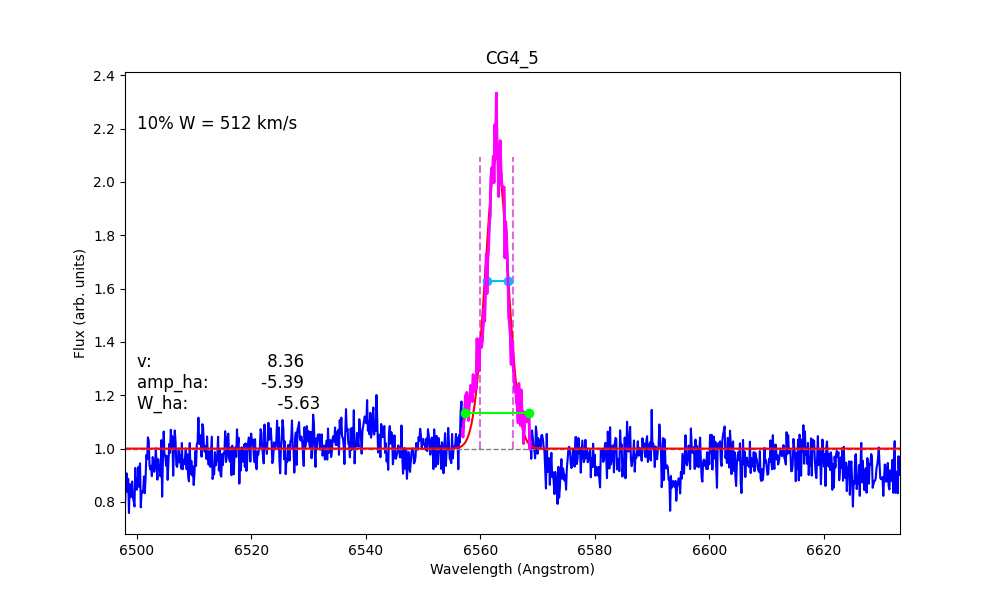 CG4_5
10% W = 512 km/s
v: 8.36
amp_ha: -5.39
W_ha: -5.63
Flux (arb. units)
2.4
2.2
2.0
1.8
1.6
1.4
1.2
1.0
0.8
6500 6520 6540 6560 6580 6600 6620
Wavelength (Angstrom)